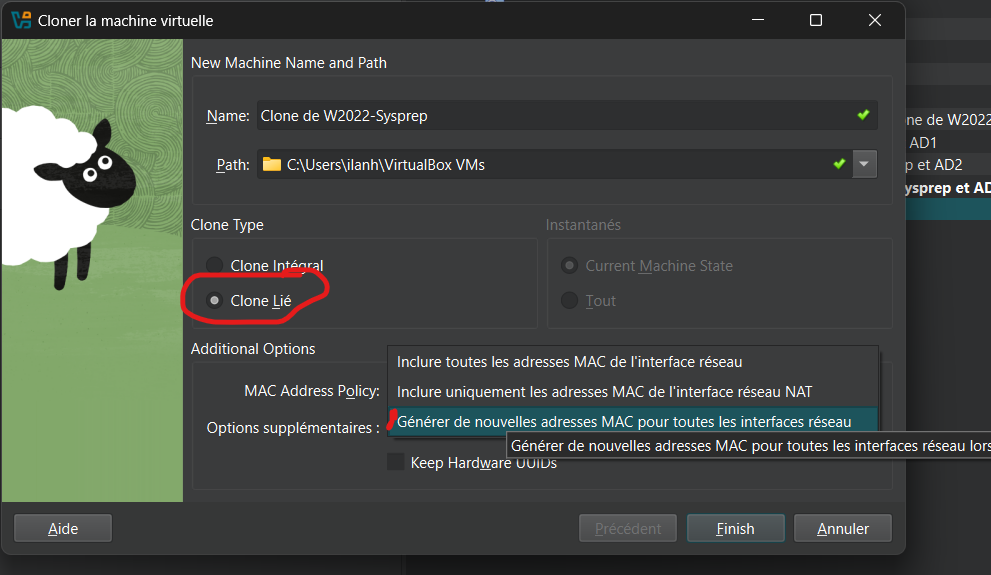 Cloner la machine virtuelle
New Machine Name and Path
Name: Clone de W2022-Sysprep
Path: C:\Users\ilanh\VirtualBox VMs
Clone Type
Instantanés
Clone Intégral
Current Machine State
Clone Lié
Tout
Additional Options
MAC Address Policy:
Inclure toutes les adresses MAC de l'interface réseau
Inclure uniquement les adresses MAC de l'interface réseau NAT
Options supplémentaires :
Générer de nouvelles adresses MAC pour toutes les interfaces réseau
Générer de nouvelles adresses MAC pour toutes les interfaces réseau lors
Keep Hardware UUIDs
Aide
Précédent
Finish
Annuler
ne de W2022
AD1
p et AD2
sysprep et AD